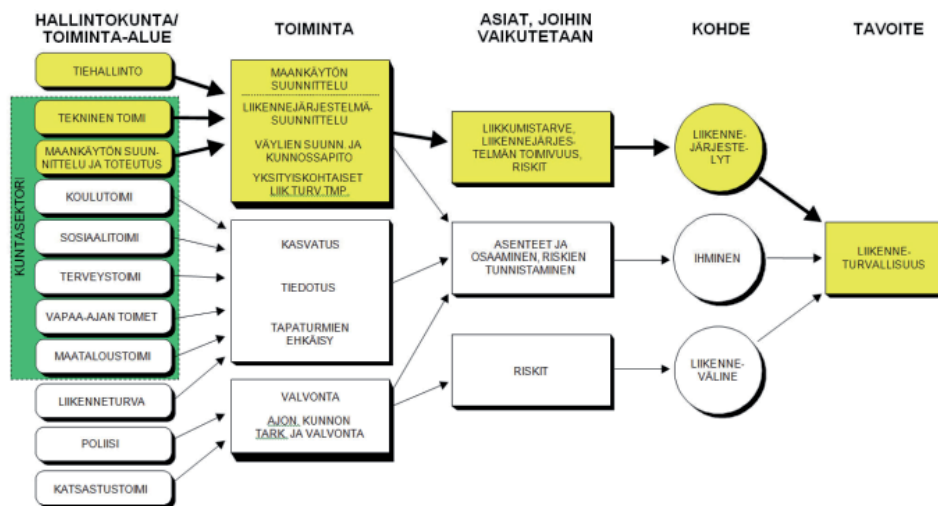 HALLINTOKUNTA/
TOIMINTA-ALUE
TOIMINTA
ASIAT, JOIHIN
VAIKUTETAAN
KOHDE
TAVOITE
KUNTASEKTORI
TIEHALLINTO
TEKNINEN TOIMI
MAANKÄYTÖN SUUN-
NITTELU JA TOTEUTUS
KOULUTOIMI
SOSIAALITOIMI
TERVEYSTOIMI
VAPAA-AJAN TOIMET
MAATALOUSTOIMI
LIIKENNETURVA
POLIISI
KATSASTUSTOIMI
MAANKÄYTÖN
SUUNNITTELU
LIIKENNEJÄRJESTELMÄ-
SUUNNITTELU
VÄYLIEN SUUNN. JA
KUNNOSSAPITO
YKSITYISKOHTAISET
LIIK.TURV.TMP.
KASVATUS
TIEDOTUS
TAPATURMIEN
EHKÄISY
VALVONTA
AJON. KUNNON
TARK. JA VALVONTA
LIIKKUMISTARVE,
LIIKENNEJÄRJES-
TELMÄN TOIMIVUUS,
RISKIT
ASENTEET JA
OSAAMINEN, RISKIEN
TUNNISTAMINEN
RISKIT
LIIKENNE-
JÄRJESTE-
LYT
IHMINEN
LIIKENNE-
VÄLINE
LIIKENNE-
TURVALLISUUS